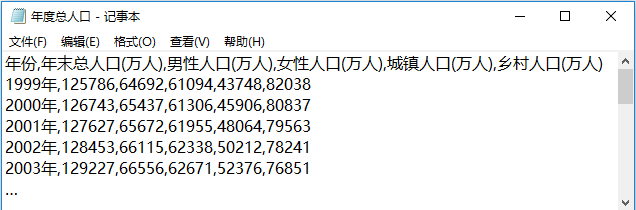 年度总人口 - 记事本
文件(F) 编辑(E) 格式(O) 查看(V) 帮助(H)
年份,年末总人口(万人),男性人口(万人),女性人口(万人),城镇人口(万人),乡村人口(万人)
1999年,125786,64692,61094,43748,82038
2000年,126743,65437,61306,45906,80837
2001年,127627,65672,61955,48064,79563
2002年,128453,66115,62338,50212,78241
2003年,129227,66556,62671,52376,76851
...